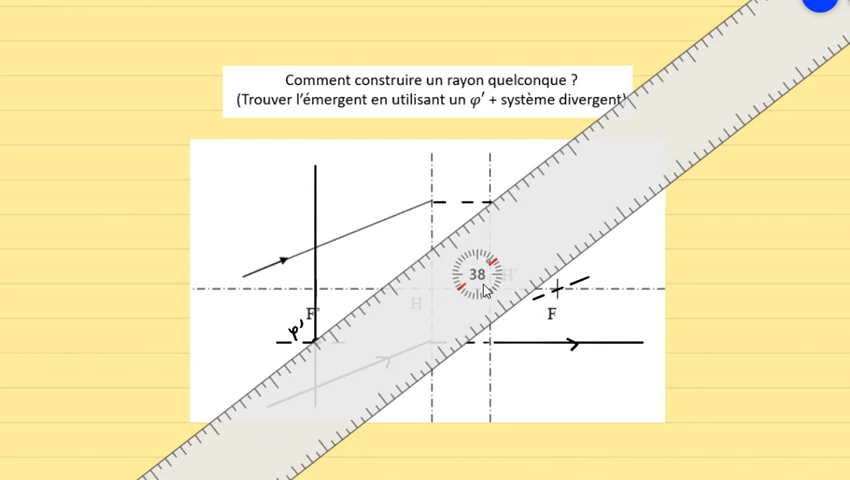 Comment construire un rayon quelconque ?
(Trouver l’émergent en utilisant un φ′ + système divergent)
38
H'
H
F'
F
φ'